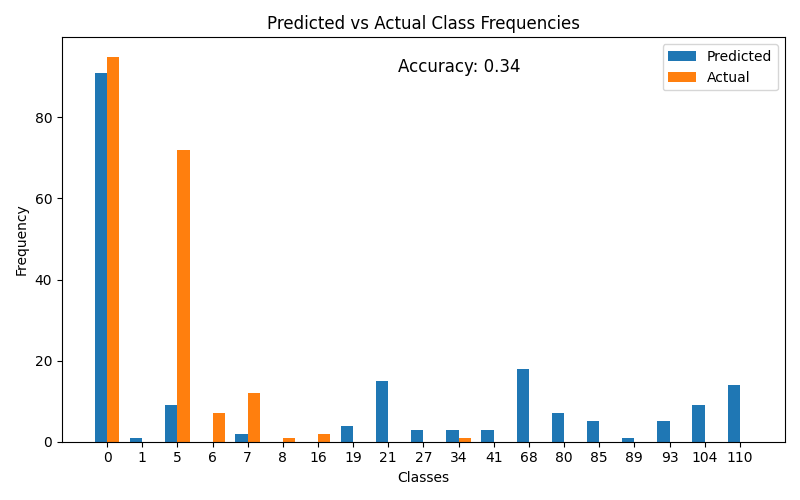 Predicted vs Actual Class Frequencies
Accuracy: 0.34
Predicted
Actual
Frequency
80
60
40
20
0
0 1 5 6 7 8 16 19 21 27 34 41 68 80 85 89 93 104 110
Classes